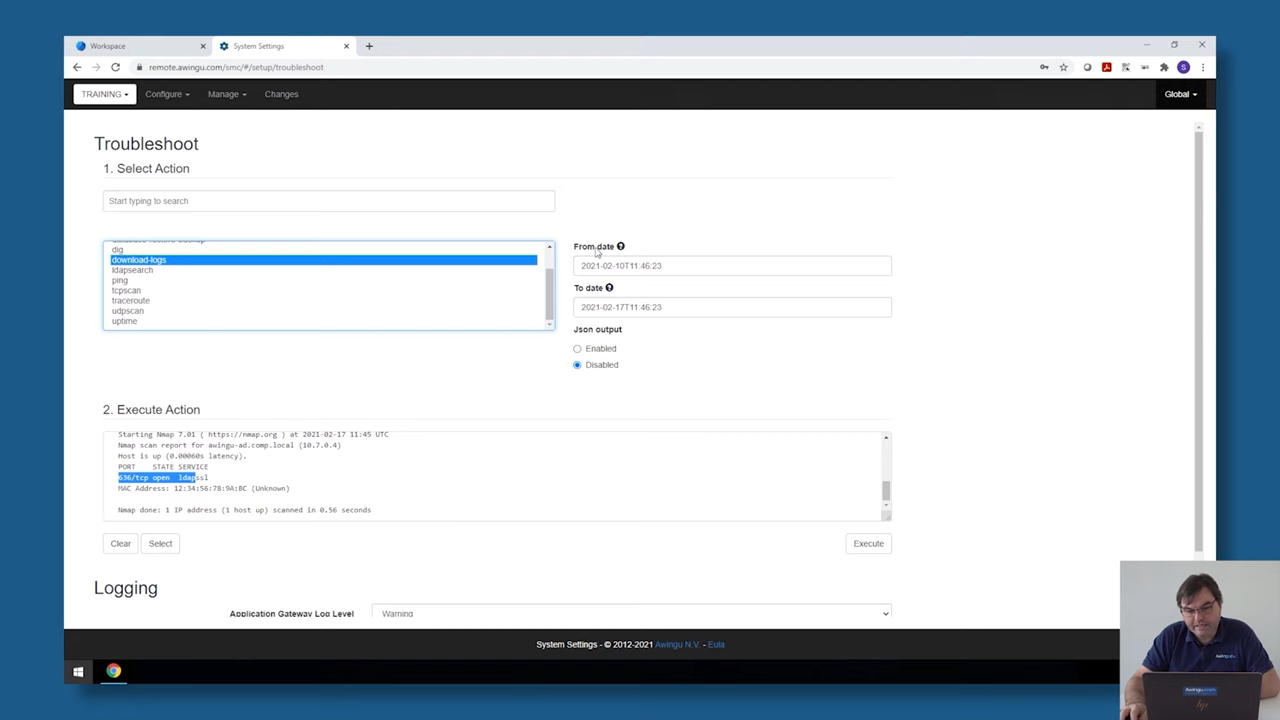 Workspace
System Settings
remote.awingu.com/smc/#/setup/troubleshoot
S
TRAINING
Configure
Manage
Changes
Global
Troubleshoot
1. Select Action
Start typing to search
dig
download-logs
ldapsearch
ping
tcpscan
traceroute
udpscan
uptime
From date
2021-02-10T11:46:23
To date
2021-02-17T11:46:23
Json output
Enabled
Disabled
2. Execute Action
Starting Nmap 7.01 ( https://nmap.org ) at 2021-02-17 11:45 UTC
Nmap scan report for awingu-ad.comp.local (10.7.0.4)
Host is up (0.00060s latency).
PORT STATE SERVICE
636/tcp open ldapssl
MAC Address: 12:34:56:78:9A:BC (Unknown)
Nmap done: 1 IP address (1 host up) scanned in 0.56 seconds
Clear
Select
Execute
Logging
Application Gateway Log Level
Warning
System Settings - © 2012-2021 Awingu N.V. - Eula
Awingu.com
hp